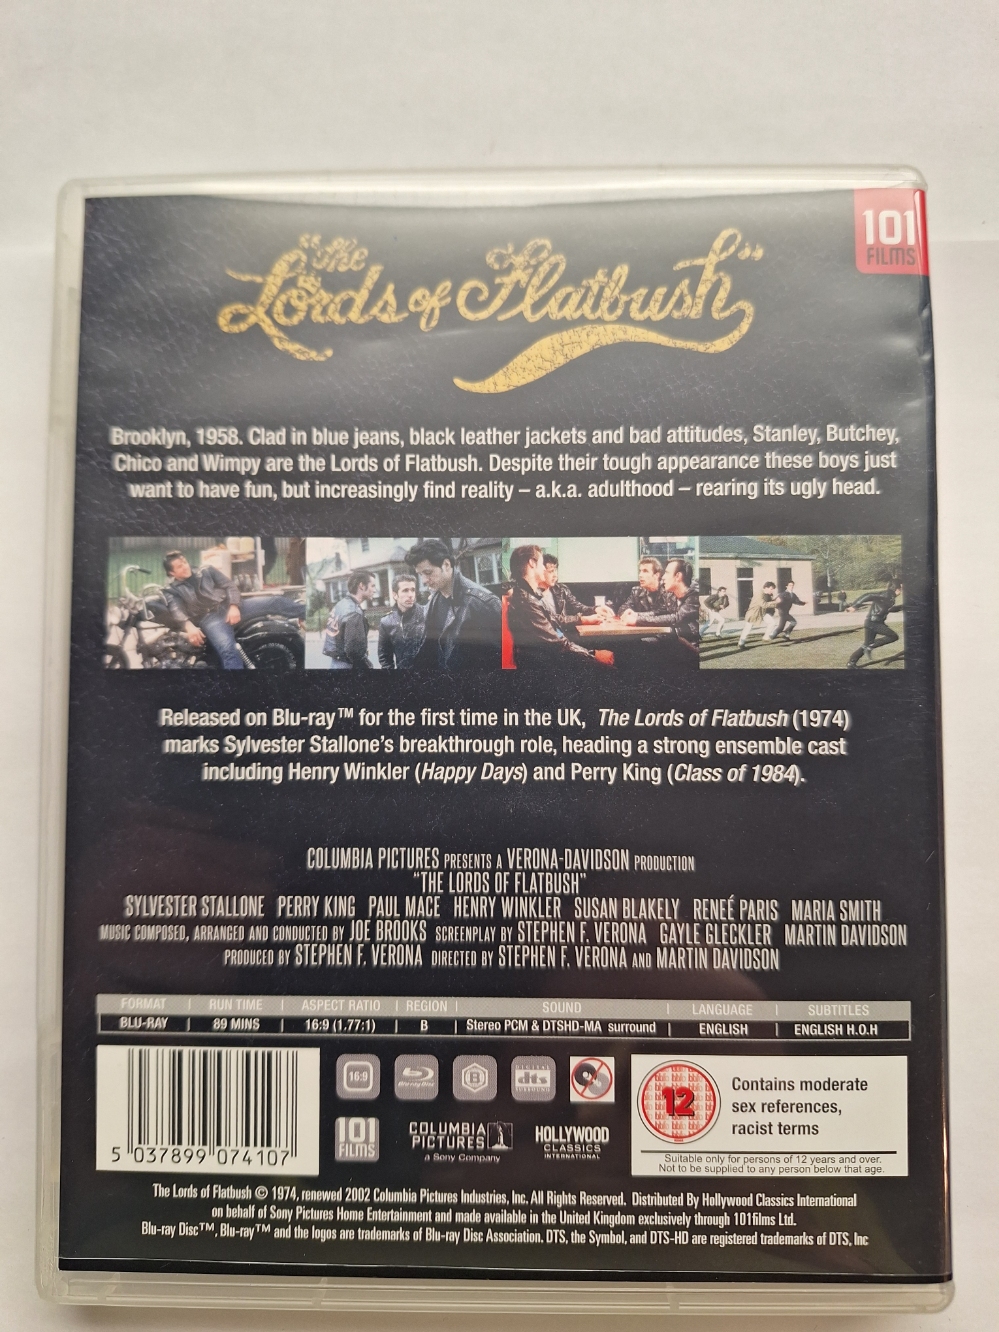 101
FILMS
"the
Lords of Flatbush"
Brooklyn, 1958. Clad in blue jeans, black leather jackets and bad attitudes, Stanley, Butchey,
Chico and Wimpy are the Lords of Flatbush. Despite their tough appearance these boys just
want to have fun, but increasingly find reality – a.k.a. adulthood – rearing its ugly head.
Released on Blu-ray™ for the first time in the UK, The Lords of Flatbush (1974)
marks Sylvester Stallone's breakthrough role, heading a strong ensemble cast
including Henry Winkler (Happy Days) and Perry King (Class of 1984).
COLUMBIA PICTURES PRESENTS A VERONA-DAVIDSON PRODUCTION
"THE LORDS OF FLATBUSH"
SYLVESTER STALLONE PERRY KING PAUL MACE HENRY WINKLER SUSAN BLAKELY RENEÉ PARIS MARIA SMITH
MUSIC COMPOSED, ARRANGED AND CONDUCTED BY JOE BROOKS SCREENPLAY BY STEPHEN F. VERONA GAYLE GLECKLER MARTIN DAVIDSON
PRODUCED BY STEPHEN F. VERONA DIRECTED BY STEPHEN F. VERONA AND MARTIN DAVIDSON
FORMAT | RUN TIME | ASPECT RATIO | REGION | SOUND | LANGUAGE | SUBTITLES
BLU-RAY | 89 MINS | 16:9 (1.77:1) | B | Stereo PCM & DTSHD-MA surround | ENGLISH | ENGLISH H.O.H
5 037899 074107
16:9
Blu-ray Disc
B
DIGITAL
dts
SURROUND
101
FILMS
COLUMBIA
PICTURES
a Sony Company
HOLLYWOOD
CLASSICS
INTERNATIONAL
12
Contains moderate
sex references,
racist terms
Suitable only for persons of 12 years and over.
Not to be supplied to any person below that age.
The Lords of Flatbush © 1974, renewed 2002 Columbia Pictures Industries, Inc. All Rights Reserved. Distributed By Hollywood Classics International
on behalf of Sony Pictures Home Entertainment and made available in the United Kingdom exclusively through 101films Ltd.
Blu-ray Disc™, Blu-ray™ and the logos are trademarks of Blu-ray Disc Association. DTS, the Symbol, and DTS-HD are registered trademarks of DTS, Inc